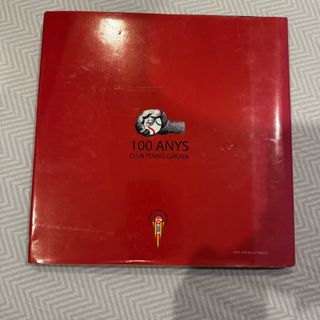 100 ANYS
CLUB TENNIS GIRONA